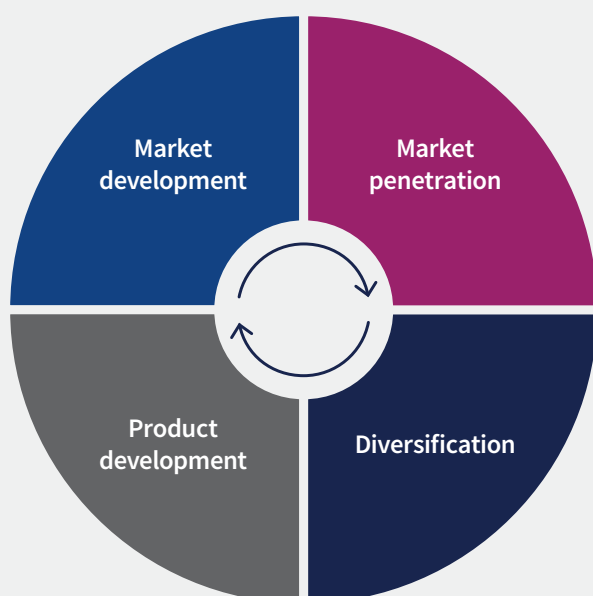 Market
development
Market
penetration
Product
development
Diversification